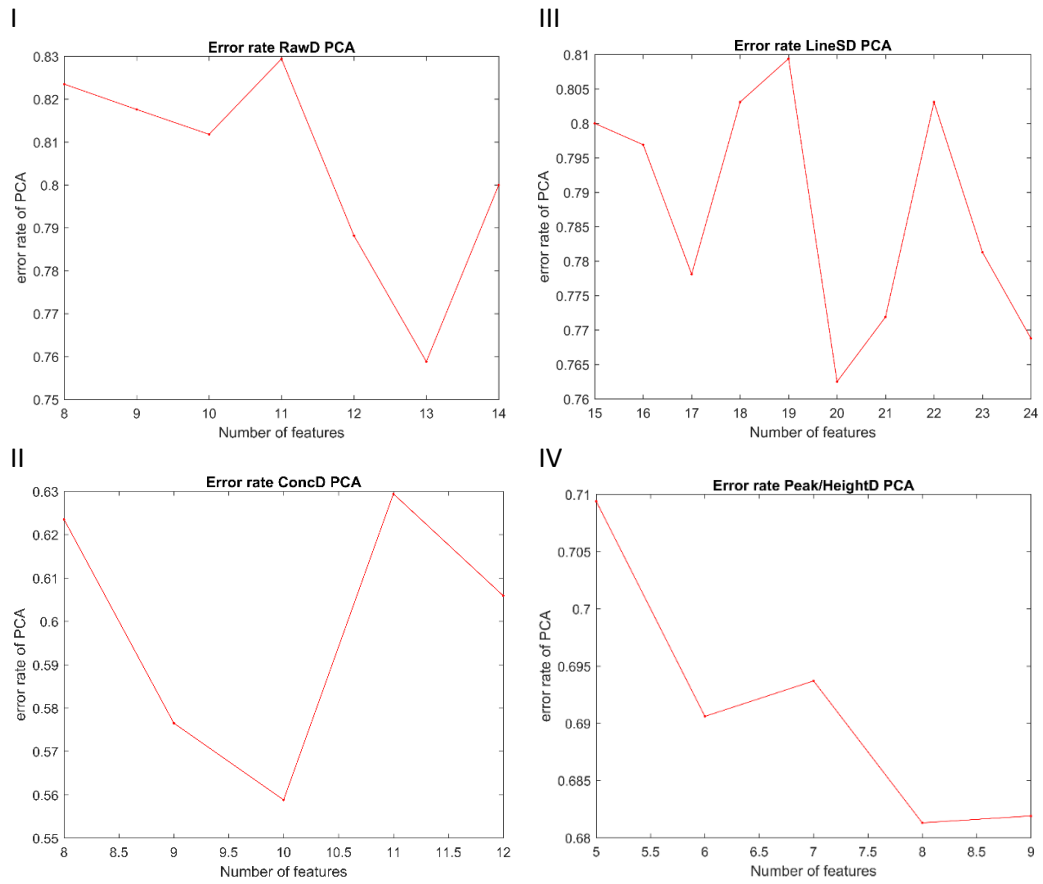 I
Error rate RawD PCA
0.83
0.82
0.81
0.8
0.79
0.78
0.77
0.76
0.75
error rate of PCA
8 9 10 11 12 13 14
Number of features
III
Error rate LineSD PCA
0.81
0.805
0.8
0.795
0.79
0.785
0.78
0.775
0.77
0.765
0.76
error rate of PCA
15 16 17 18 19 20 21 22 23 24
Number of features
II
Error rate ConcD PCA
0.63
0.62
0.61
0.6
0.59
0.58
0.57
0.56
0.55
error rate of PCA
8 8.5 9 9.5 10 10.5 11 11.5 12
Number of features
IV
Error rate Peak/HeightD PCA
0.71
0.705
0.7
0.695
0.69
0.685
0.68
error rate of PCA
5 5.5 6 6.5 7 7.5 8 8.5 9
Number of features